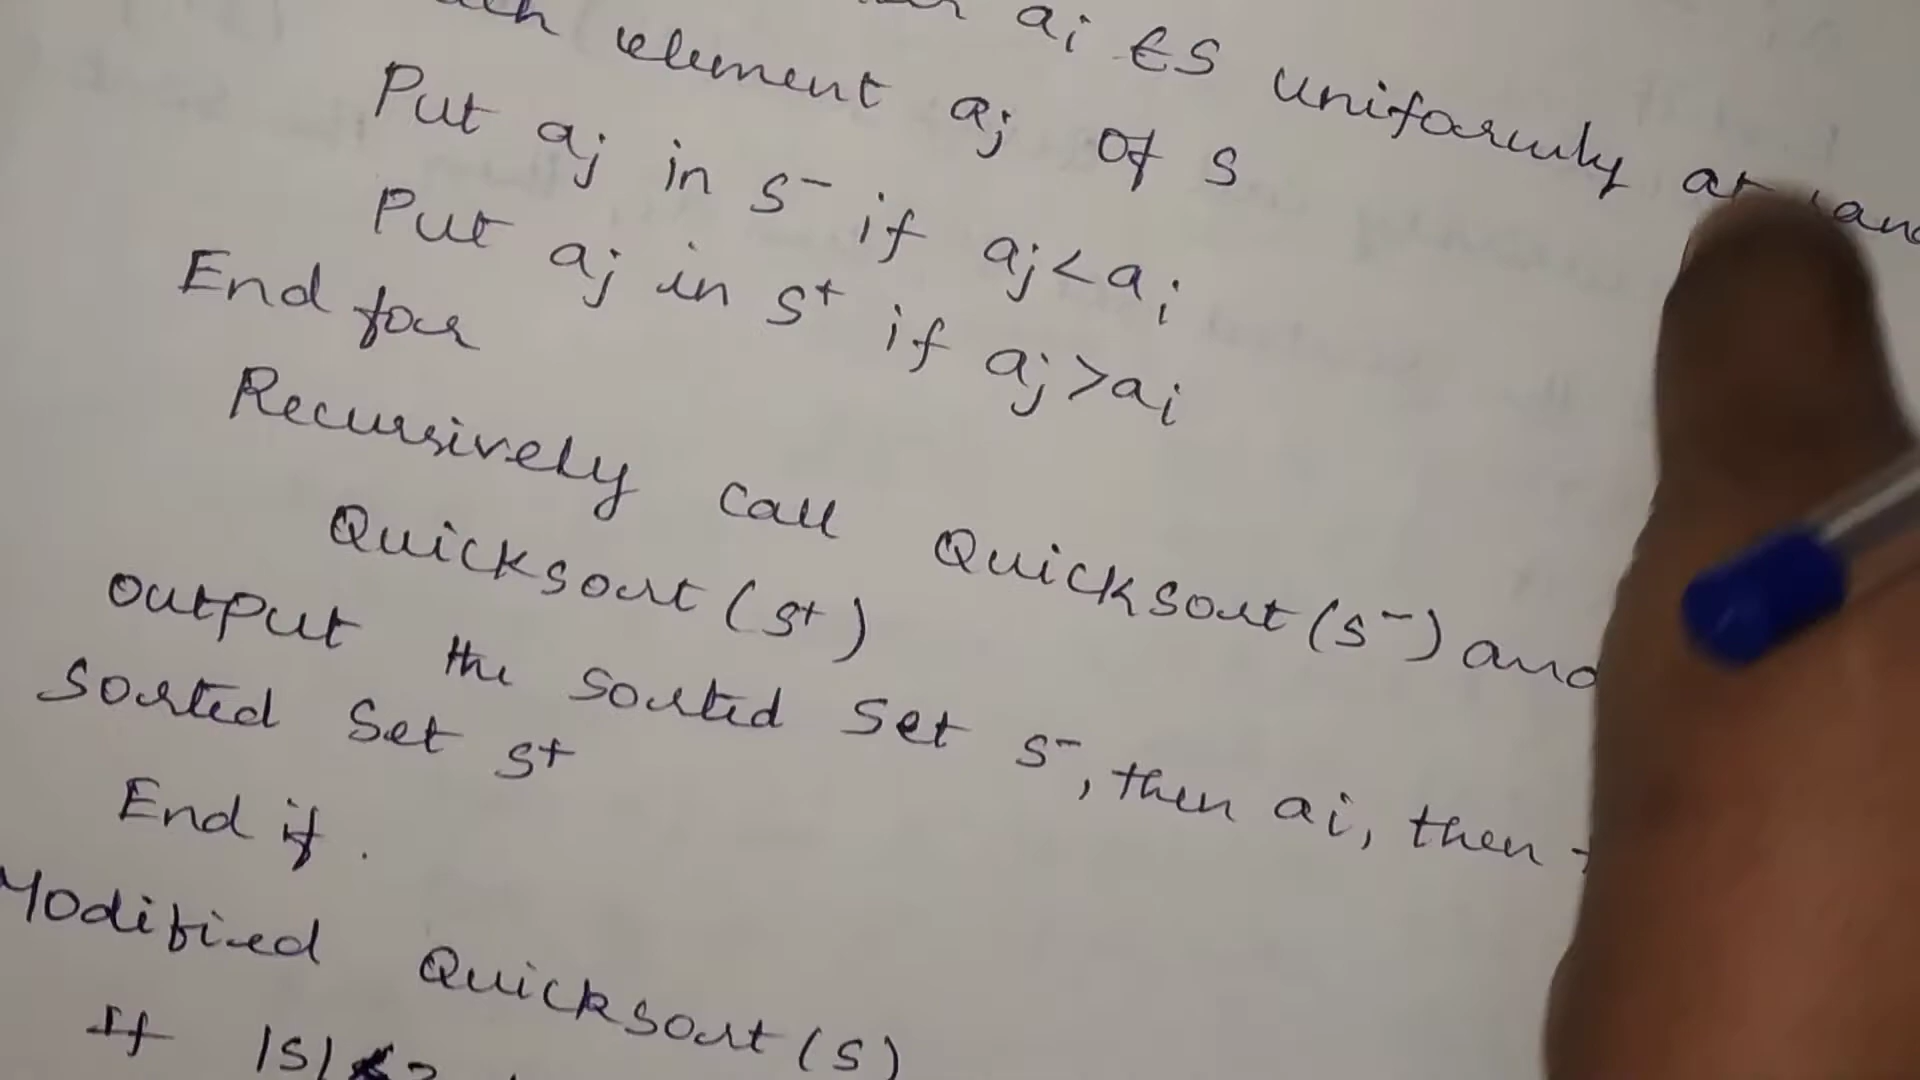 ai ∈ S uniformly at
element aj of s
Put aj in s⁻ if aj < ai
Put aj in s⁺ if aj > ai
End for
Recursively call Quicksort (s⁻) and
Quicksort (s⁺)
output the sorted set s⁻, then ai, then
sorted set s⁺
End if.
Modified Quicksort (S)
If |S|